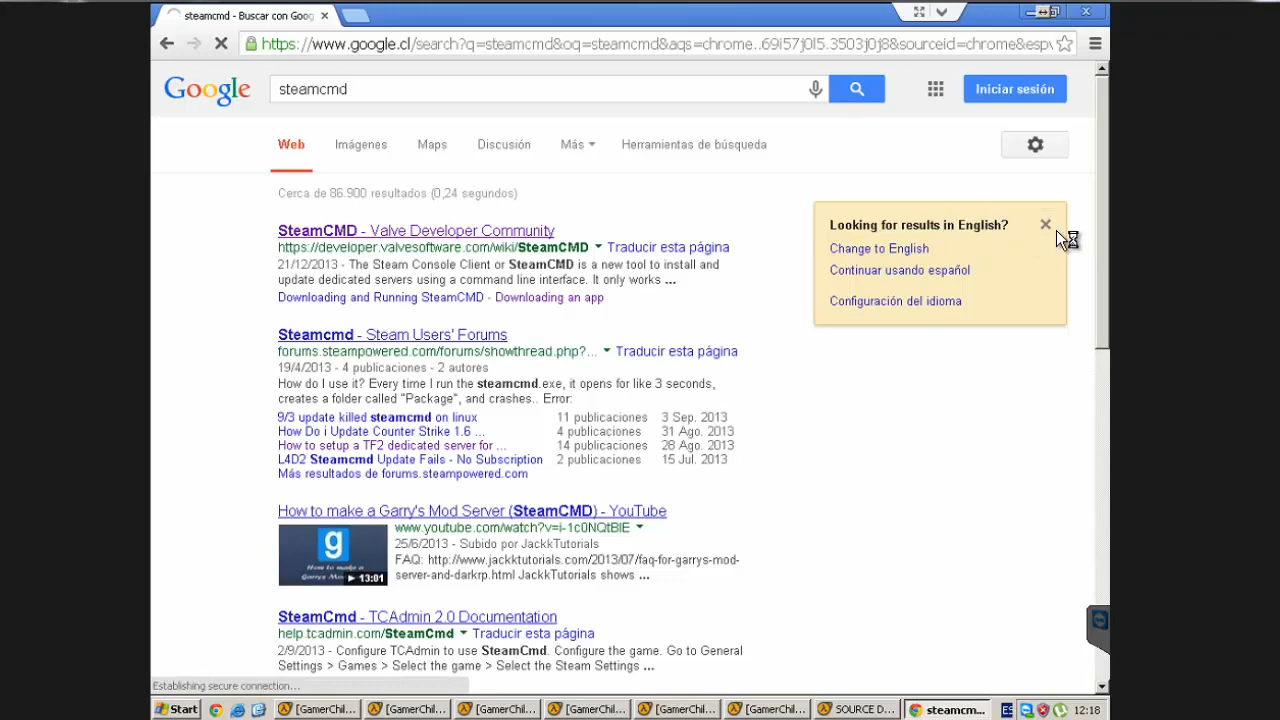 steamcmd - Buscar con Goog
https://www.google.cl/search?q=steamcmd&oq=steamcmd&aqs=chrome..69i57j0l5.3503j0j8&sourceid=chrome&espv
Google
steamcmd
Iniciar sesión
Web Imágenes Maps Discusión Más Herramientas de búsqueda
Cerca de 86.900 resultados (0,24 segundos)
Looking for results in English?
Change to English
Continuar usando español
Configuración del idioma
SteamCMD - Valve Developer Community
https://developer.valvesoftware.com/wiki/SteamCMD Traducir esta página
21/12/2013 - The Steam Console Client or SteamCMD is a new tool to install and
update dedicated servers using a command line interface. It only works ...
Downloading and Running SteamCMD - Downloading an app
Steamcmd - Steam Users' Forums
forums.steampowered.com/forums/showthread.php?... Traducir esta página
19/4/2013 - 4 publicaciones - 2 autores
How do I use it? Every time I run the steamcmd.exe, it opens for like 3 seconds,
creates a folder called "Package", and crashes.. Error:
9/3 update killed steamcmd on linux 11 publicaciones 3 Sep. 2013
How Do i Update Counter Strike 1.6 ... 4 publicaciones 31 Ago. 2013
How to setup a TF2 dedicated server for ... 14 publicaciones 28 Ago. 2013
L4D2 Steamcmd Update Fails - No Subscription 2 publicaciones 15 Jul. 2013
Más resultados de forums.steampowered.com
How to make a Garry's Mod Server (SteamCMD) - YouTube
www.youtube.com/watch?v=i-1c0NQtBlE
25/6/2013 - Subido por JackkTutorials
FAQ: http://www.jackktutorials.com/2013/07/faq-for-garrys-mod-
server-and-darkrp.html JackkTutorials shows ...
g
How to make a
Garrys Mo
13:01
SteamCmd - TCAdmin 2.0 Documentation
help.tcadmin.com/SteamCmd Traducir esta página
2/9/2013 - Configure TCAdmin to use SteamCmd. Configure the game. Go to General
Settings > Games > Select the game > Select the Steam Settings ...
Establishing secure connection...
Start [GamerChil... [GamerChil... [GamerChil... [GamerChil... [GamerChil... [GamerChil... SOURCE D... steamcm... ES 12:18